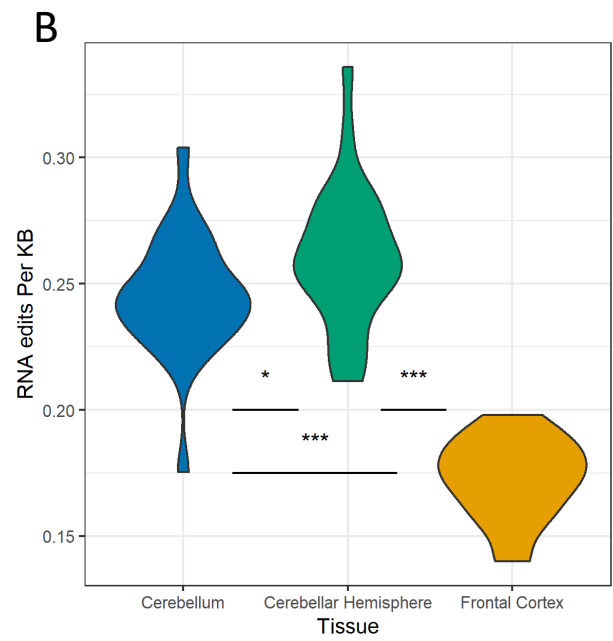 B
RNA edits Per KB
0.30
0.25
0.20
0.15
*
***
***
Cerebellum Cerebellar Hemisphere Frontal Cortex
Tissue